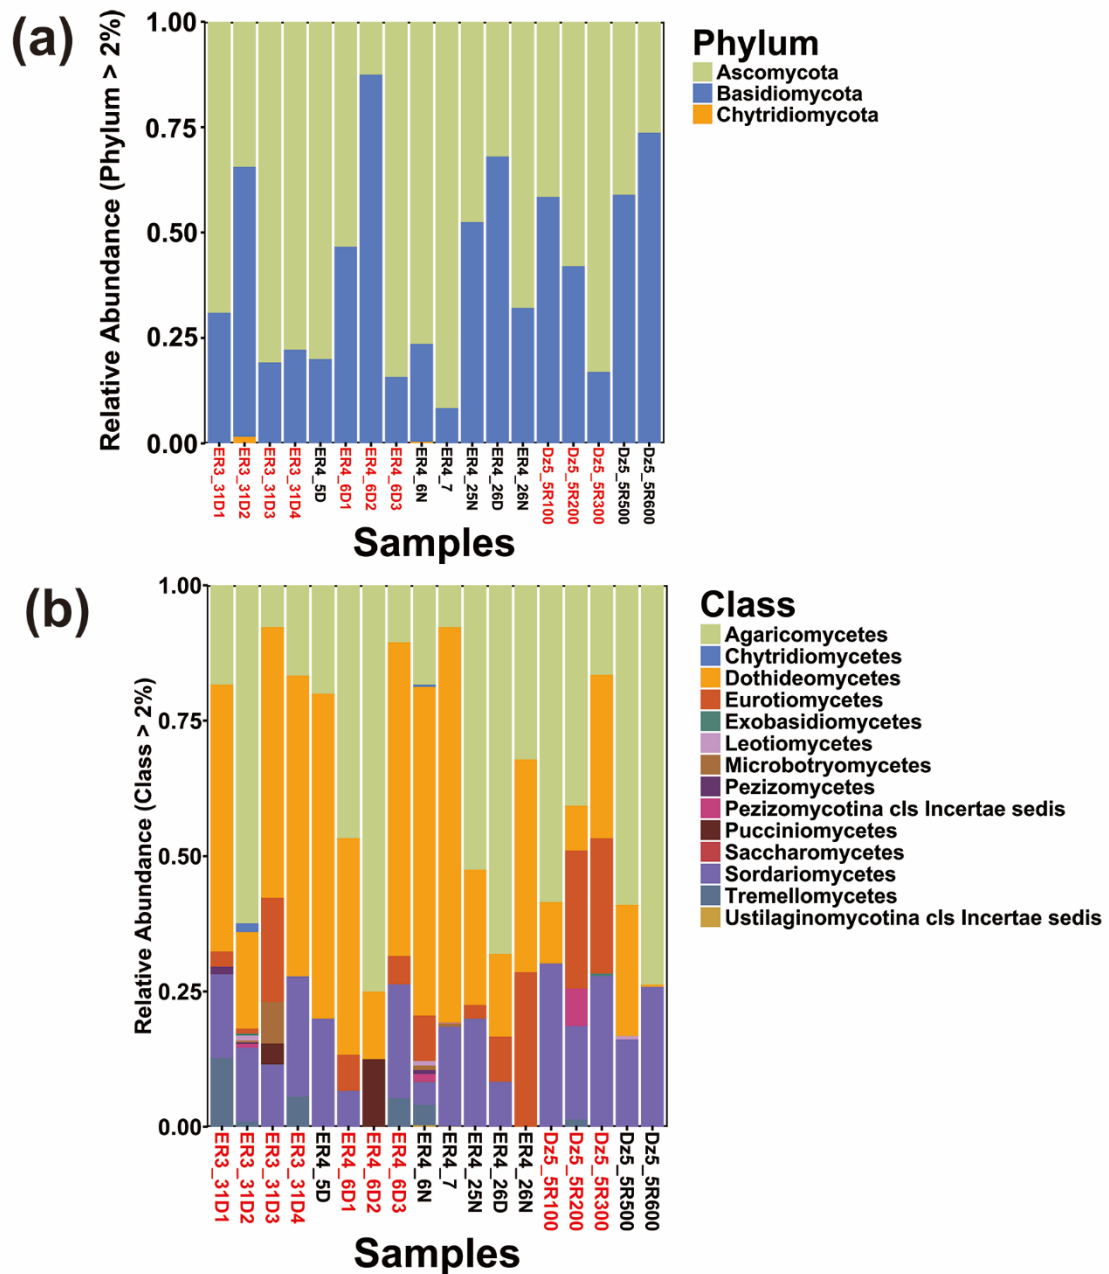 (a)
Relative Abundance (Phylum > 2%)
1.00
0.75
0.50
0.25
0.00
ER3_31D1
ER3_31D2
ER3_31D3
ER3_31D4
ER4_5D
ER4_6D1
ER4_6D2
ER4_6D3
ER4_6N
ER4_7
ER4_25N
ER4_26D
ER4_26N
Dz5_5R100
Dz5_5R200
Dz5_5R300
Dz5_5R500
Dz5_5R600
Samples
Phylum
Ascomycota
Basidiomycota
Chytridiomycota
(b)
Relative Abundance (Class > 2%)
1.00
0.75
0.50
0.25
0.00
ER3_31D1
ER3_31D2
ER3_31D3
ER3_31D4
ER4_5D
ER4_6D1
ER4_6D2
ER4_6D3
ER4_6N
ER4_7
ER4_25N
ER4_26D
ER4_26N
Dz5_5R100
Dz5_5R200
Dz5_5R300
Dz5_5R500
Dz5_5R600
Samples
Class
Agaricomycetes
Chytridiomycetes
Dothideomycetes
Eurotiomycetes
Exobasidiomycetes
Leotiomycetes
Microbotryomycetes
Pezizomycetes
Pezizomycotina cls Incertae sedis
Pucciniomycetes
Saccharomycetes
Sordariomycetes
Tremellomycetes
Ustilaginomycotina cls Incertae sedis